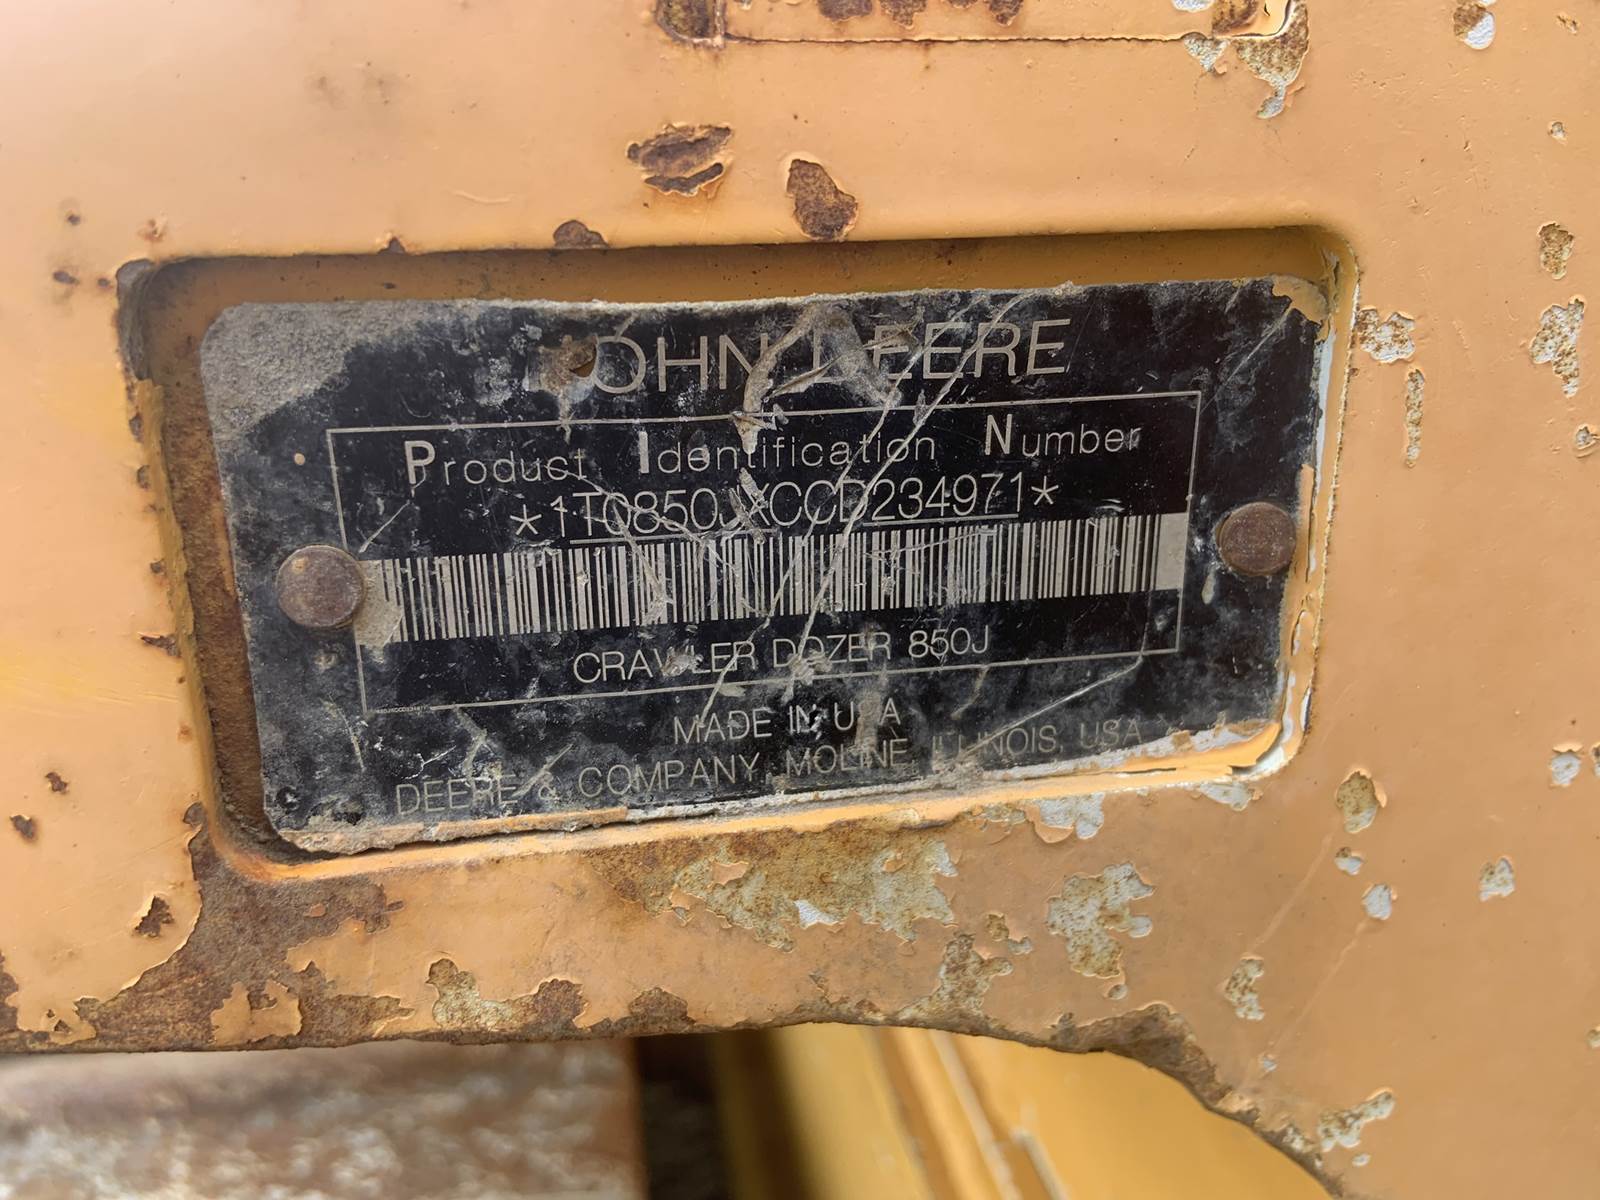 JOHN DEERE
Product Identification Number
*1T0850JXCCD234971*
CRAWLER DOZER 850J
MADE IN USA
DEERE & COMPANY, MOLINE, ILLINOIS, USA